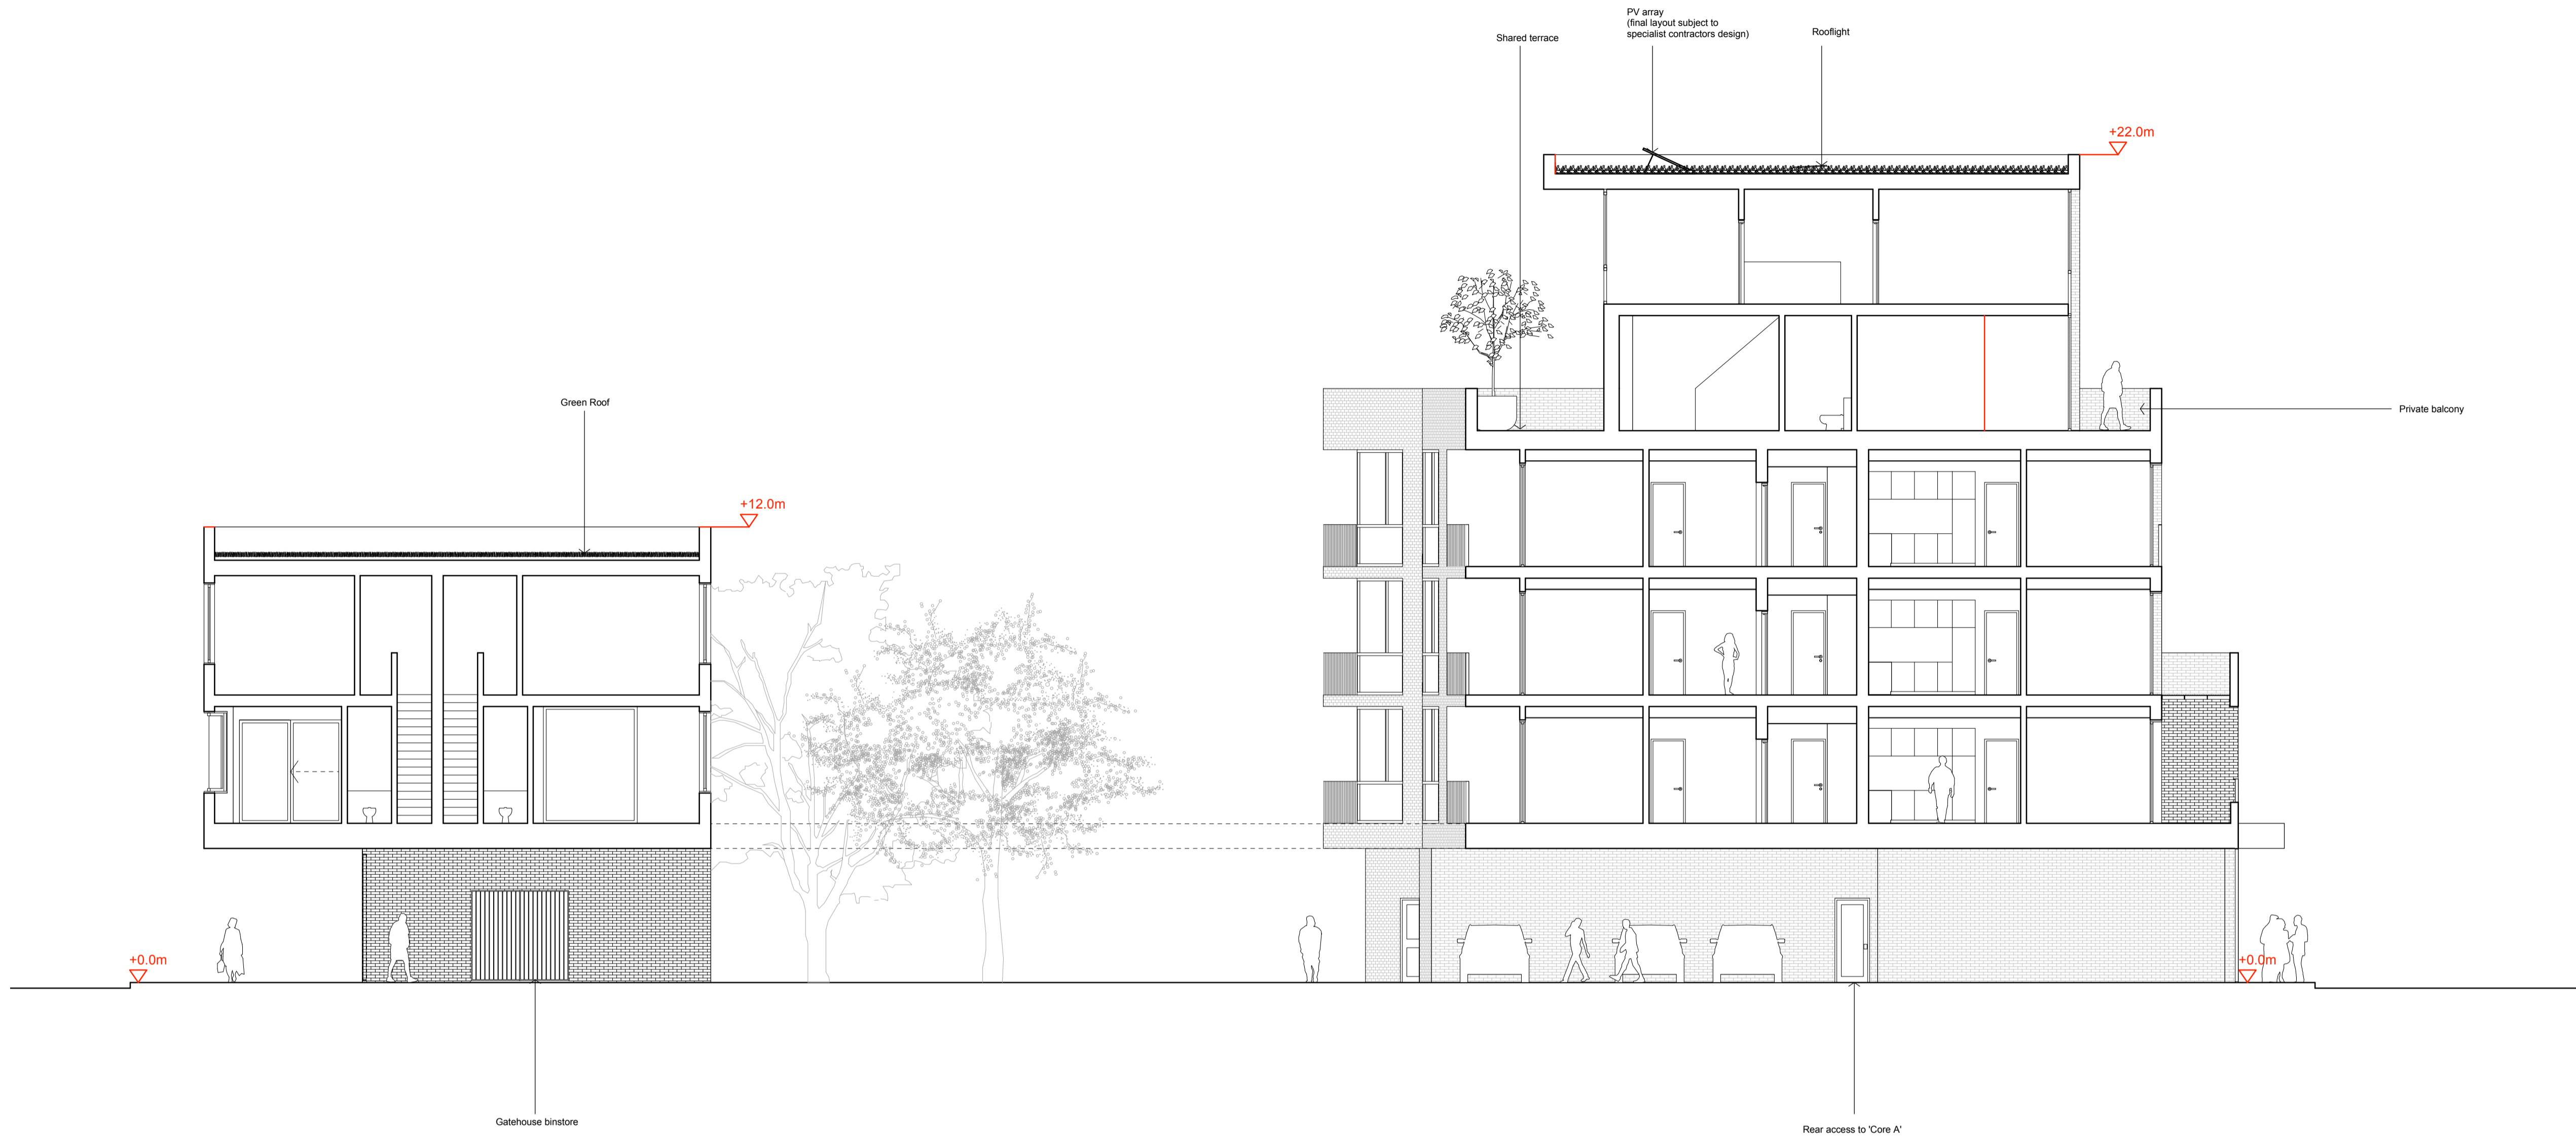 PV array
(final layout subject to
specialist contractors design)
Rooflight
Shared terrace
+22.0m
Green Roof
Private balcony
+12.0m
+0.0m
+0.0m
Gatehouse binstore
Rear access to 'Core A'